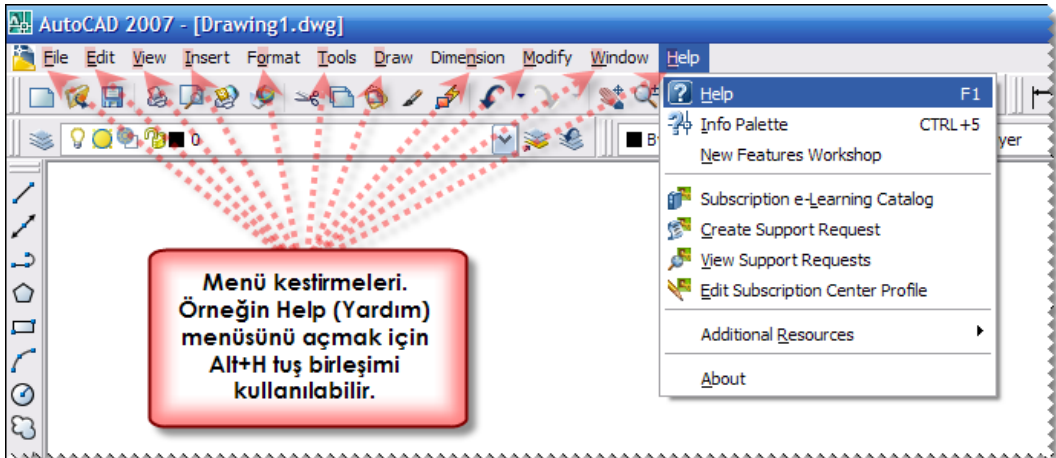 AutoCAD 2007 - [Drawing1.dwg]
File Edit View Insert Format Tools Draw Dimension Modify Window Help
Help F1
Info Palette CTRL+5
0
yer
New Features Workshop
Subscription e-Learning Catalog
Create Support Request
View Support Requests
Edit Subscription Center Profile
Additional Resources
About
Menü kestirmeleri.
Örneğin Help (Yardım)
menüsünü açmak için
Alt+H tuş birleşimi
kullanılabilir.